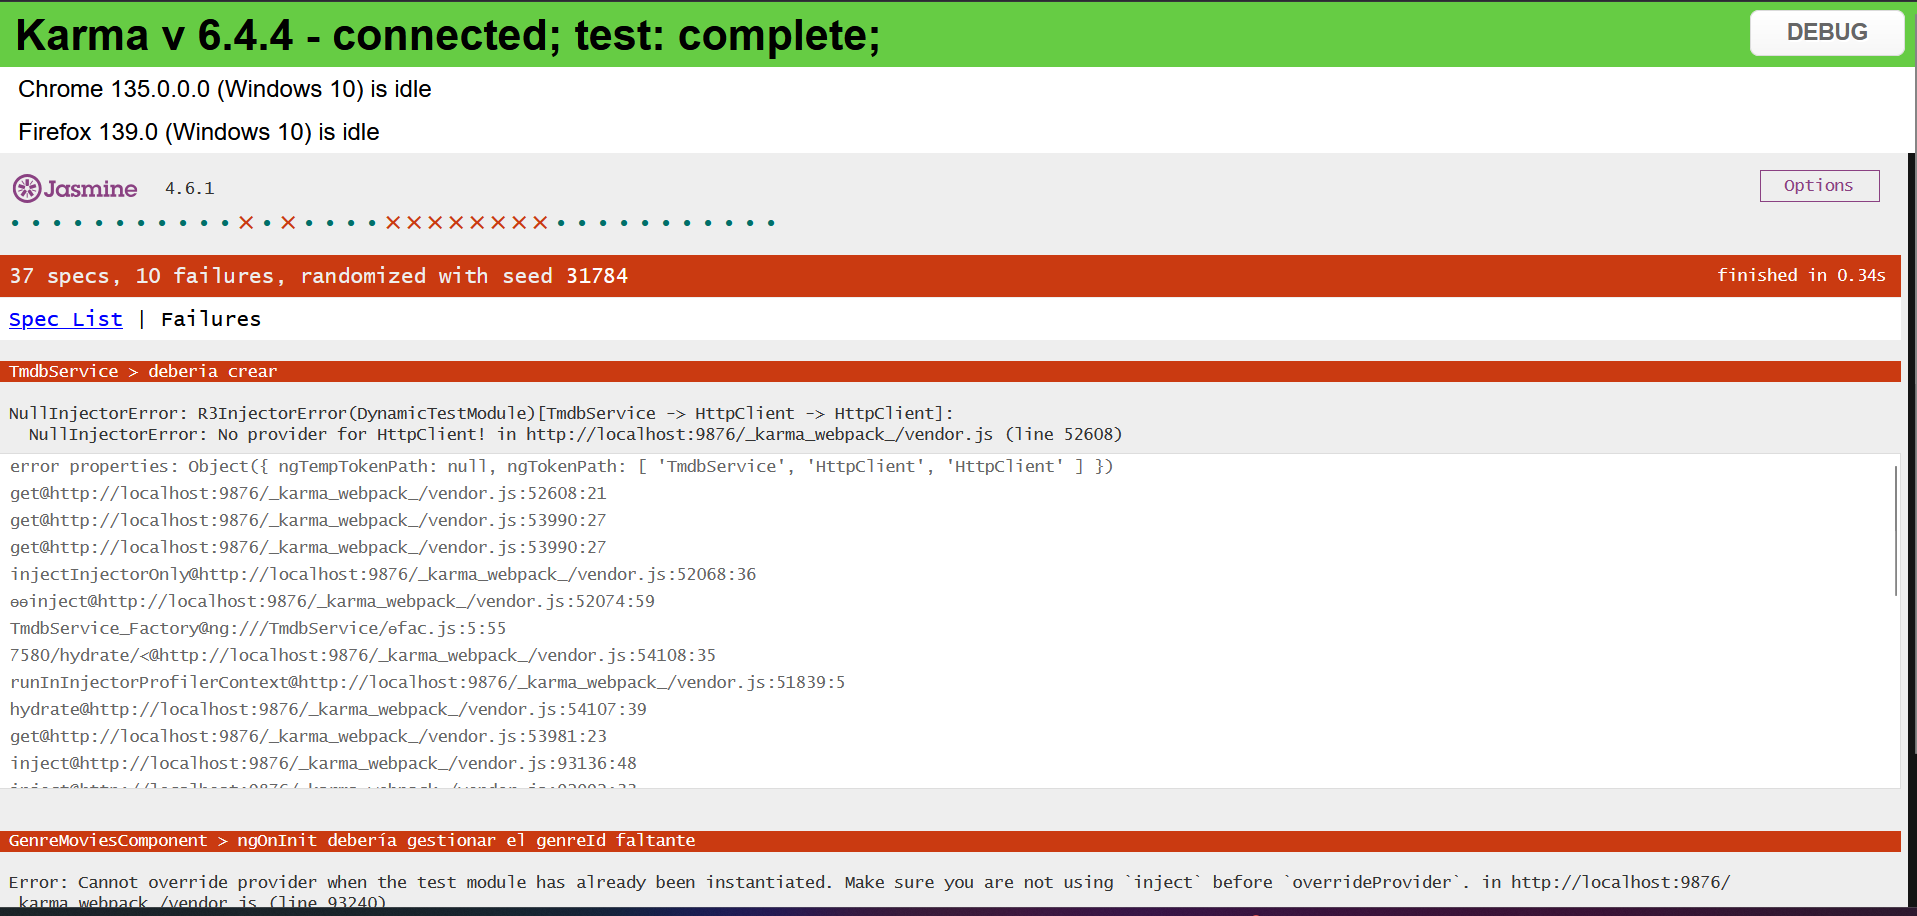 Karma v 6.4.4 - connected; test: complete;
DEBUG
Chrome 135.0.0.0 (Windows 10) is idle
Firefox 139.0 (Windows 10) is idle
Jasmine 4.6.1
Options
37 specs, 10 failures, randomized with seed 31784
finished in 0.34s
Spec List | Failures
TmdbService > deberia crear
NullInjectorError: R3InjectorError(DynamicTestModule)[TmdbService -> HttpClient -> HttpClient]:
NullInjectorError: No provider for HttpClient! in http://localhost:9876/_karma_webpack_/vendor.js (line 52608)
error properties: Object({ ngTempTokenPath: null, ngTokenPath: [ 'TmdbService', 'HttpClient', 'HttpClient' ] })
get@http://localhost:9876/_karma_webpack_/vendor.js:52608:21
get@http://localhost:9876/_karma_webpack_/vendor.js:53990:27
get@http://localhost:9876/_karma_webpack_/vendor.js:53990:27
injectInjectorOnly@http://localhost:9876/_karma_webpack_/vendor.js:52068:36
ɵɵinject@http://localhost:9876/_karma_webpack_/vendor.js:52074:59
TmdbService_Factory@ng:///TmdbService/ɵfac.js:5:55
7580/hydrate/<@http://localhost:9876/_karma_webpack_/vendor.js:54108:35
runInInjectorProfilerContext@http://localhost:9876/_karma_webpack_/vendor.js:51839:5
hydrate@http://localhost:9876/_karma_webpack_/vendor.js:54107:39
get@http://localhost:9876/_karma_webpack_/vendor.js:53981:23
inject@http://localhost:9876/_karma_webpack_/vendor.js:93136:48
GenreMoviesComponent > ngOnInit debería gestionar el genreId faltante
Error: Cannot override provider when the test module has already been instantiated. Make sure you are not using `inject` before `overrideProvider`. in http://localhost:9876/
_karma_webpack_/vendor.js (line 93240)